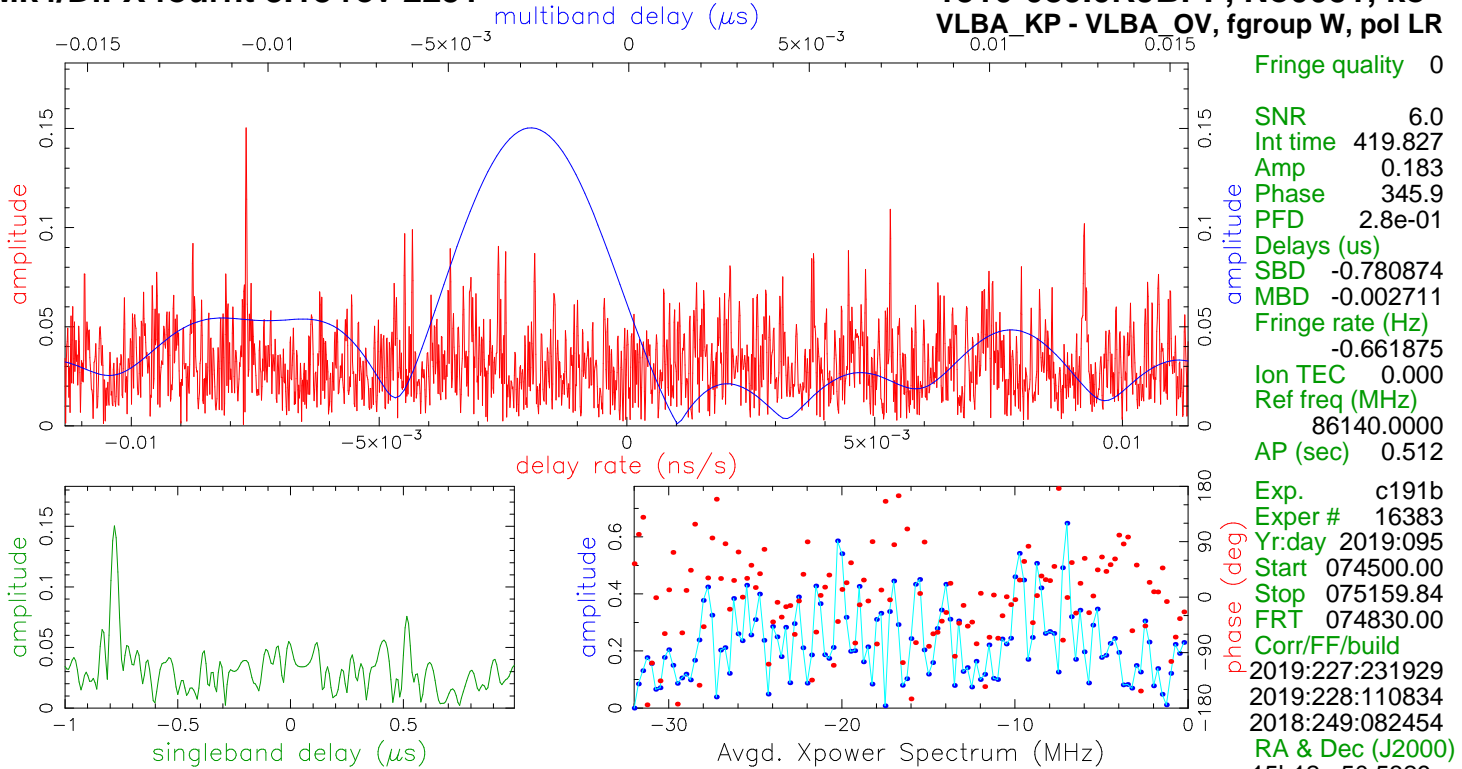 multiband delay (μs)
VLBA_KP - VLBA_OV, fgroup W, pol LR
−0.015 −0.01 −5×10⁻³ 0 5×10⁻³ 0.01 0.015
amplitude
0 0.05 0.1 0.15
0 0.05 0.1 0.15
amplitude
−0.01 −5×10⁻³ 0 5×10⁻³ 0.01
delay rate (ns/s)
Fringe quality 0
SNR 6.0
Int time 419.827
Amp 0.183
Phase 345.9
PFD 2.8e-01
Delays (us)
SBD -0.780874
MBD -0.002711
Fringe rate (Hz)
-0.661875
Ion TEC 0.000
Ref freq (MHz)
86140.0000
AP (sec) 0.512
Exp. c191b
Exper # 16383
Yr:day 2019:095
Start 074500.00
Stop 075159.84
FRT 074830.00
Corr/FF/build
2019:227:231929
2019:228:110834
2018:249:082454
RA & Dec (J2000)
amplitude
0 0.05 0.1 0.15
−1 −0.5 0 0.5
singleband delay (μs)
amplitude
0 0.2 0.4 0.6
−30 −20 −10 0
Avgd. Xpower Spectrum (MHz)
−180 −90 0 90 180
phase (deg)